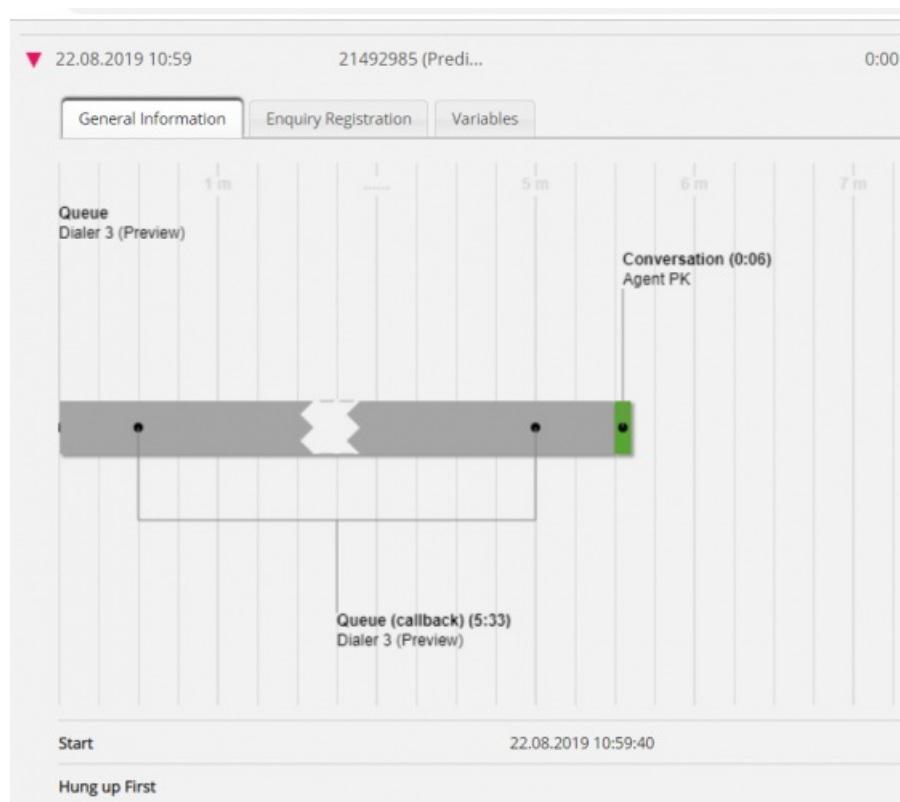 22.08.2019 10:59 21492985 (Predi... 0:00
General Information Enquiry Registration Variables
1 m ...... 5 m 6 m 7 m
Queue
Dialer 3 (Preview)
Conversation (0:06)
Agent PK
Queue (callback) (5:33)
Dialer 3 (Preview)
Start 22.08.2019 10:59:40
Hung up First